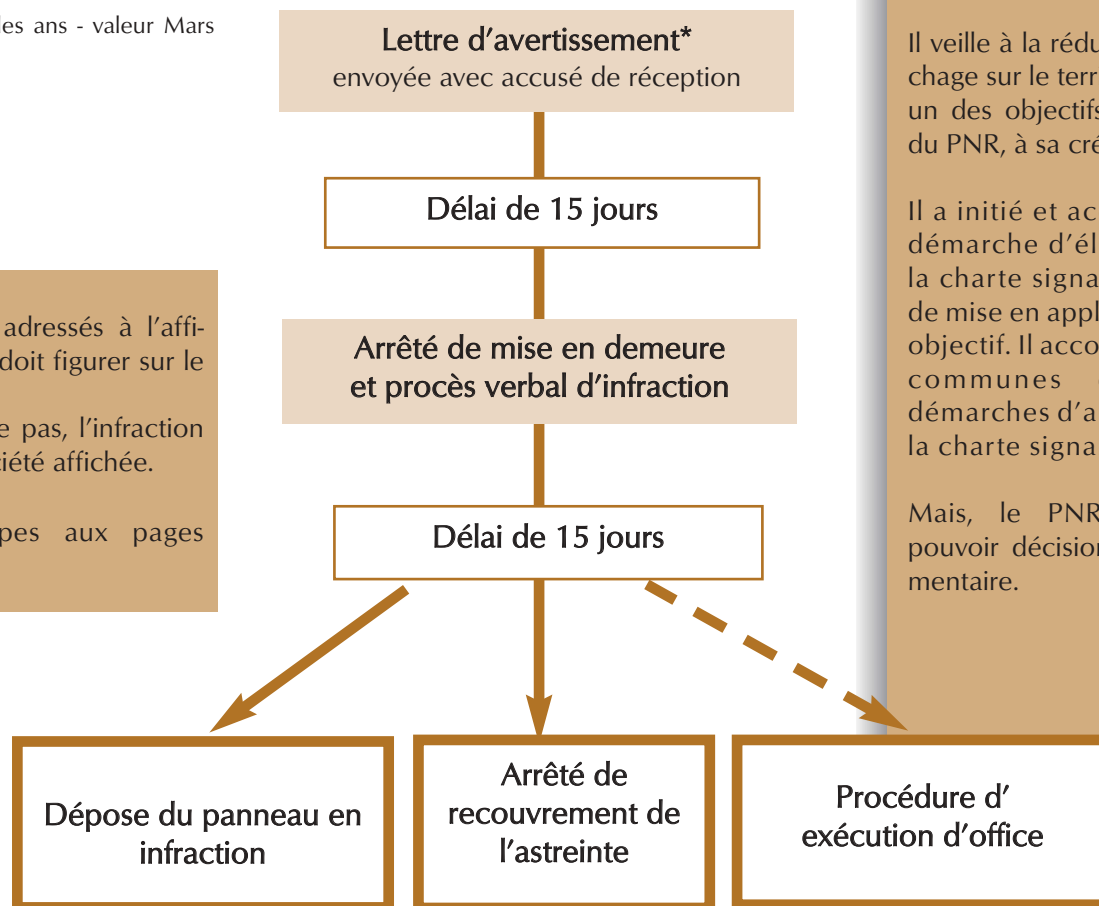 les ans - valeur Mars
Lettre d'avertissement*
envoyée avec accusé de réception
Délai de 15 jours
Arrêté de mise en demeure
et procès verbal d'infraction
Délai de 15 jours
Dépose du panneau en
infraction
Arrêté de
recouvrement de
l'astreinte
Procédure d'
exécution d'office
adressés à l'affi-
doit figurer sur le
e pas, l'infraction
ciété affichée.
pes aux pages
Il veille à la rédu
chage sur le terr
un des objectifs
du PNR, à sa cré
Il a initié et ac
démarche d'él
la charte signa
de mise en appl
objectif. Il acco
communes
démarches d'a
la charte signa
Mais, le PNR
pouvoir décision
mentaire.